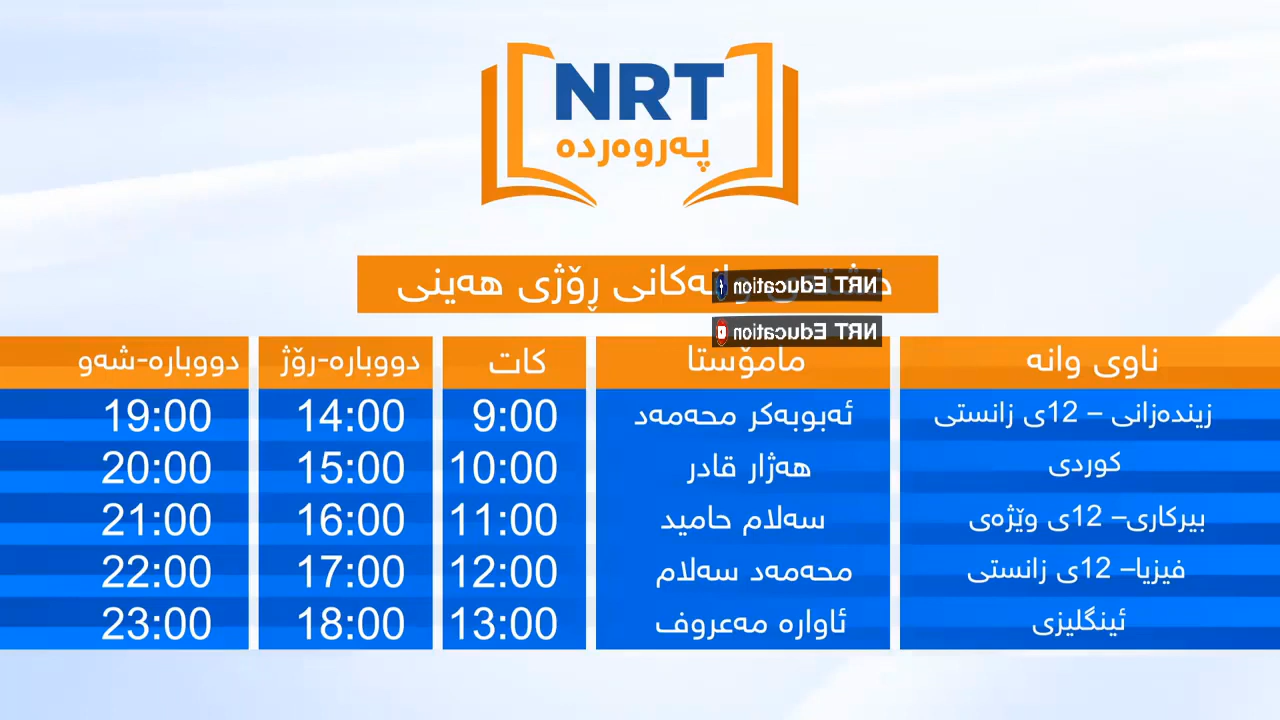 NRT
پەروەردە
وانەکانی ڕۆژی هەینی
NRT Education
NRT Education
ناوی وانە مامۆستا کات دووبارە-رۆژ دووبارە-شەو
زیندەزانی – 12ی زانستی ئەبوبەکر محەمەد 9:00 14:00 19:00
کوردی هەژار قادر 10:00 15:00 20:00
بیرکاری– 12ی وێژەی سەلام حامید 11:00 16:00 21:00
فیزیا– 12ی زانستی محەمەد سەلام 12:00 17:00 22:00
ئینگلیزی ئاوارە مەعروف 13:00 18:00 23:00